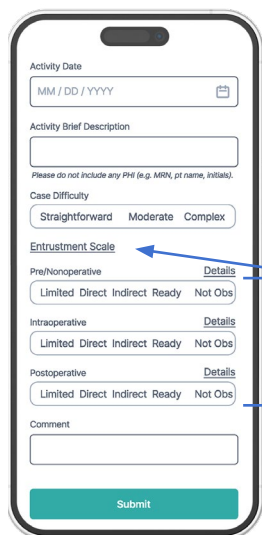 Activity Date
MM / DD / YYYY
Activity Brief Description
Please do not include any PHI (e.g. MRN, pt name, initials).
Case Difficulty
Straightforward Moderate Complex
Entrustment Scale
Pre/Nonoperative Details
Limited Direct Indirect Ready Not Obs
Intraoperative Details
Limited Direct Indirect Ready Not Obs
Postoperative Details
Limited Direct Indirect Ready Not Obs
Comment
Submit